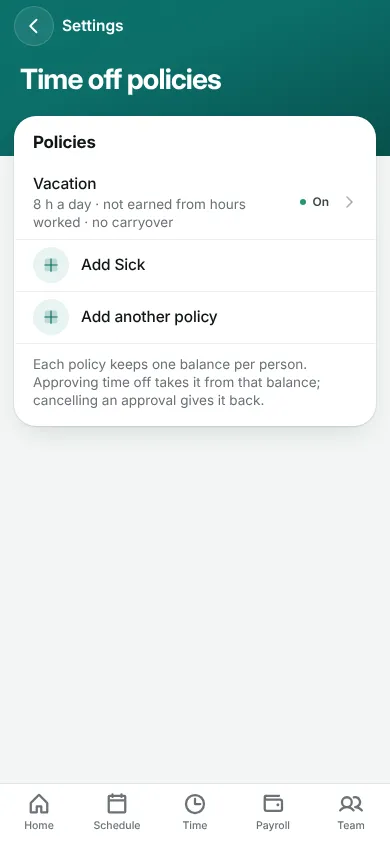 Settings
Time off policies
Policies
Vacation
8 h a day · not earned from hours
worked · no carryover
On
Add Sick
Add another policy
Each policy keeps one balance per person.
Approving time off takes it from that balance;
cancelling an approval gives it back.
Home
Schedule
Time
Payroll
Team